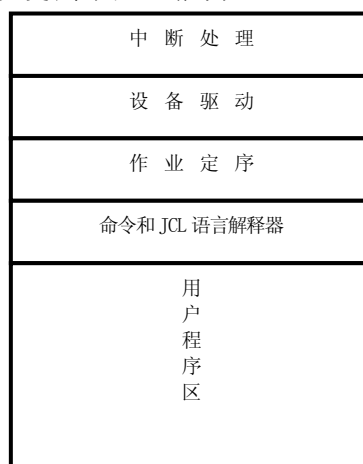 中 断 处 理
设 备 驱 动
作 业 定 序
命令和 JCL 语言解释器
用
户
程
序
区